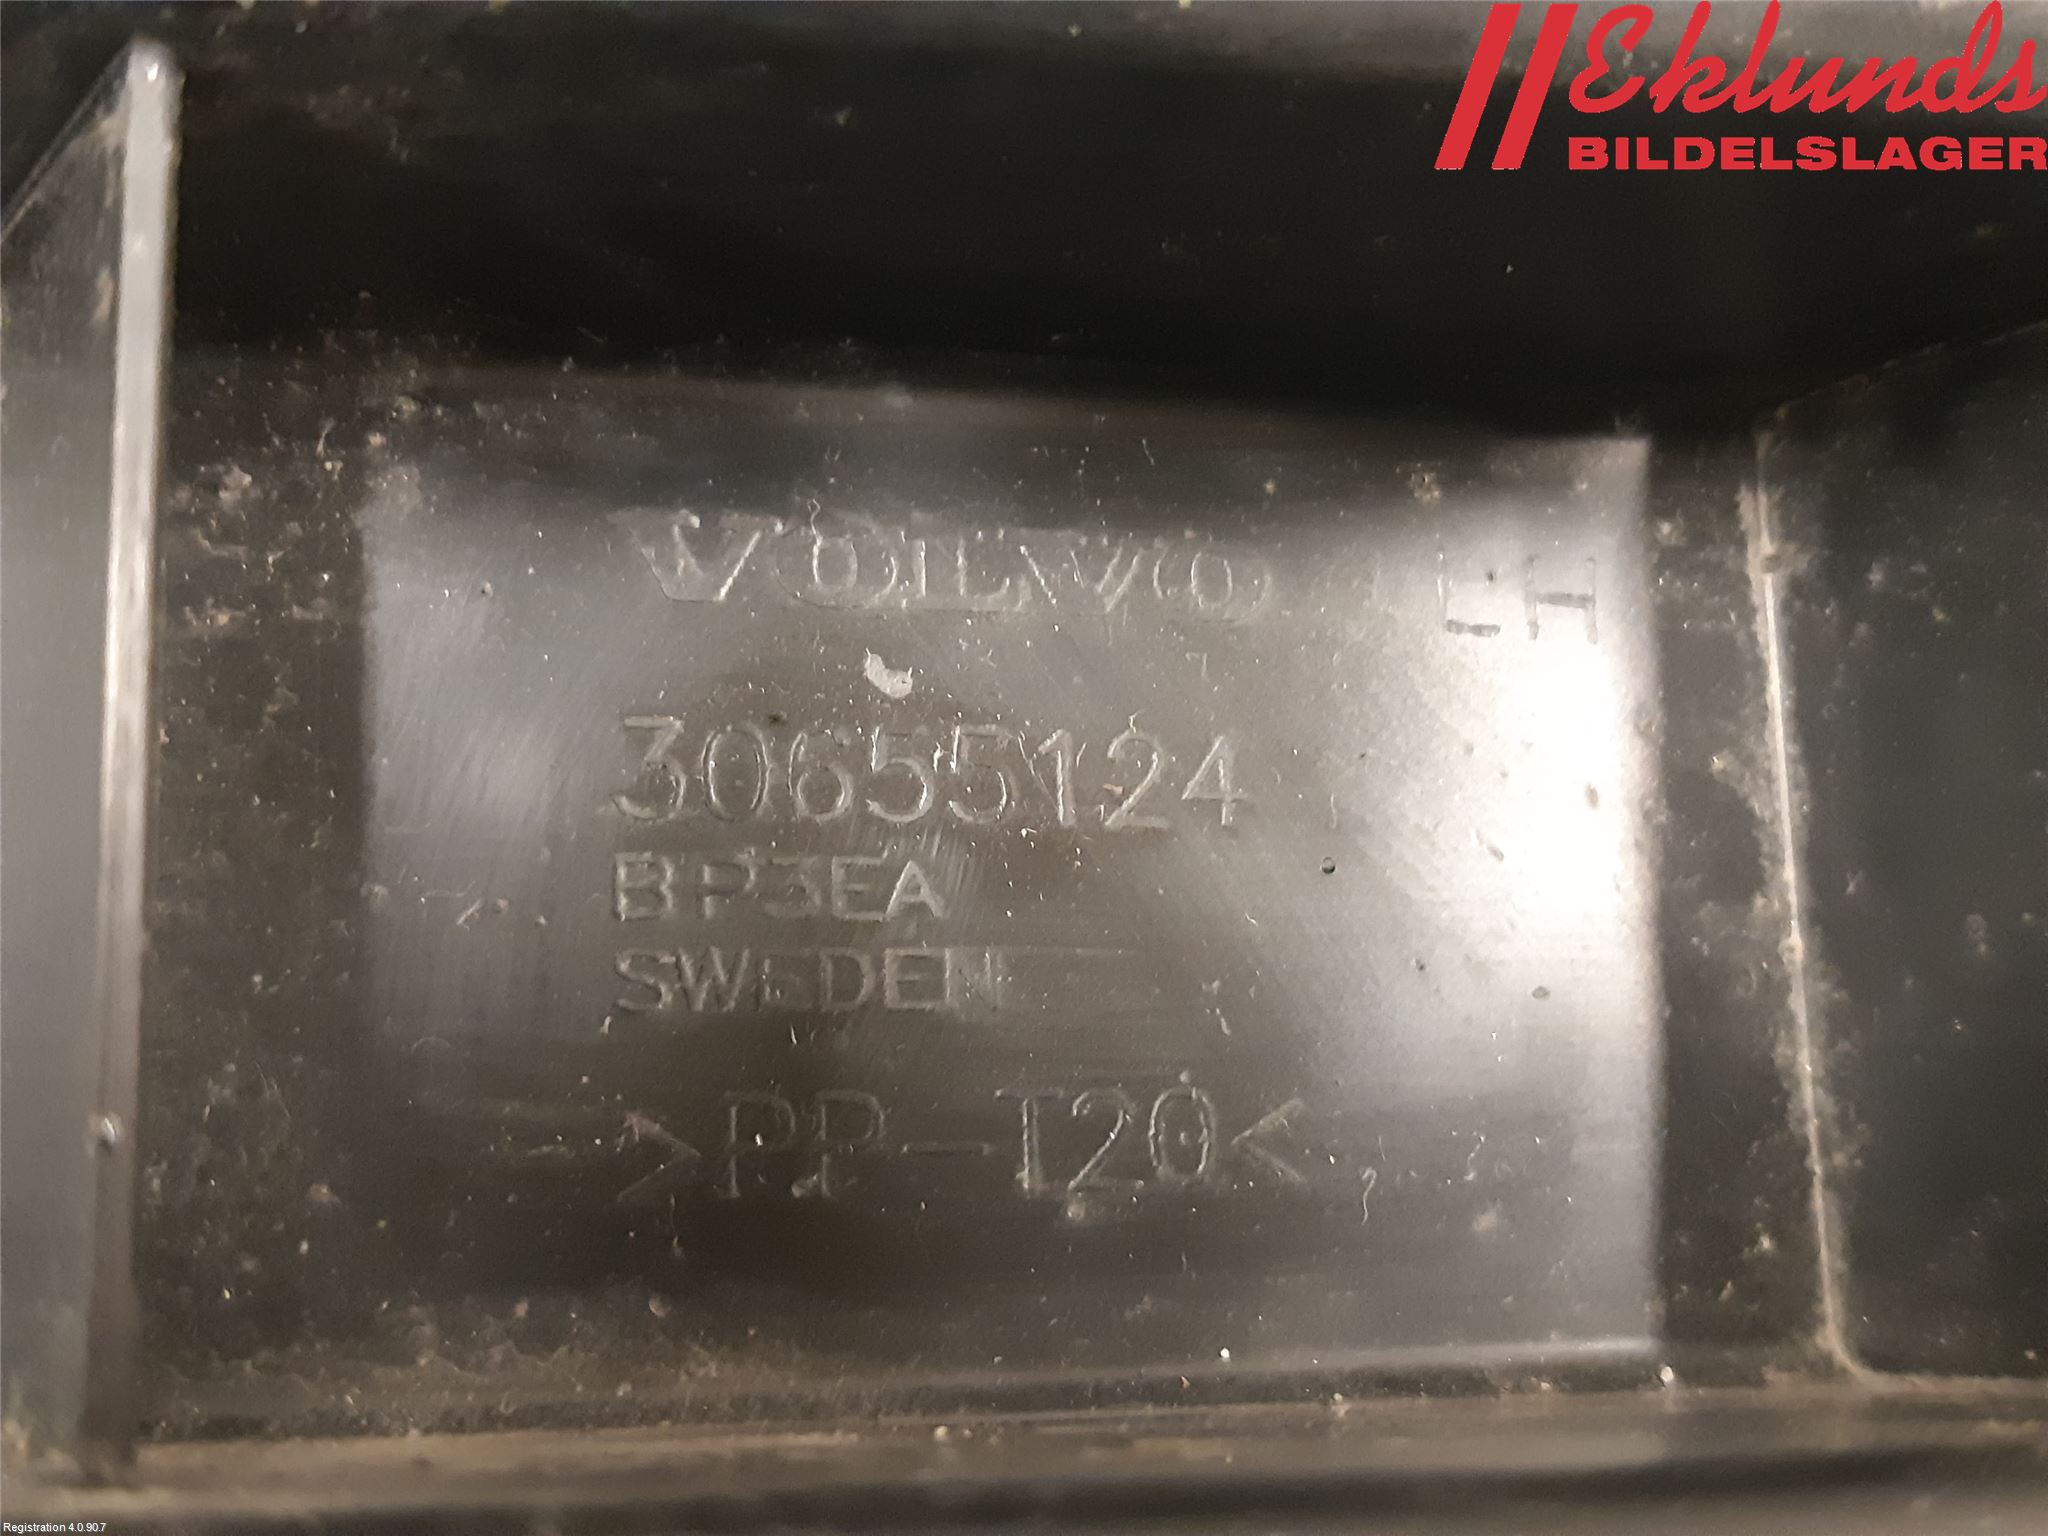 Eklunds
BILDELSLAGER
VOLVO LH
30655124
BP3EA
SWEDEN
>PP-T20<
Registration 4.0.90.7